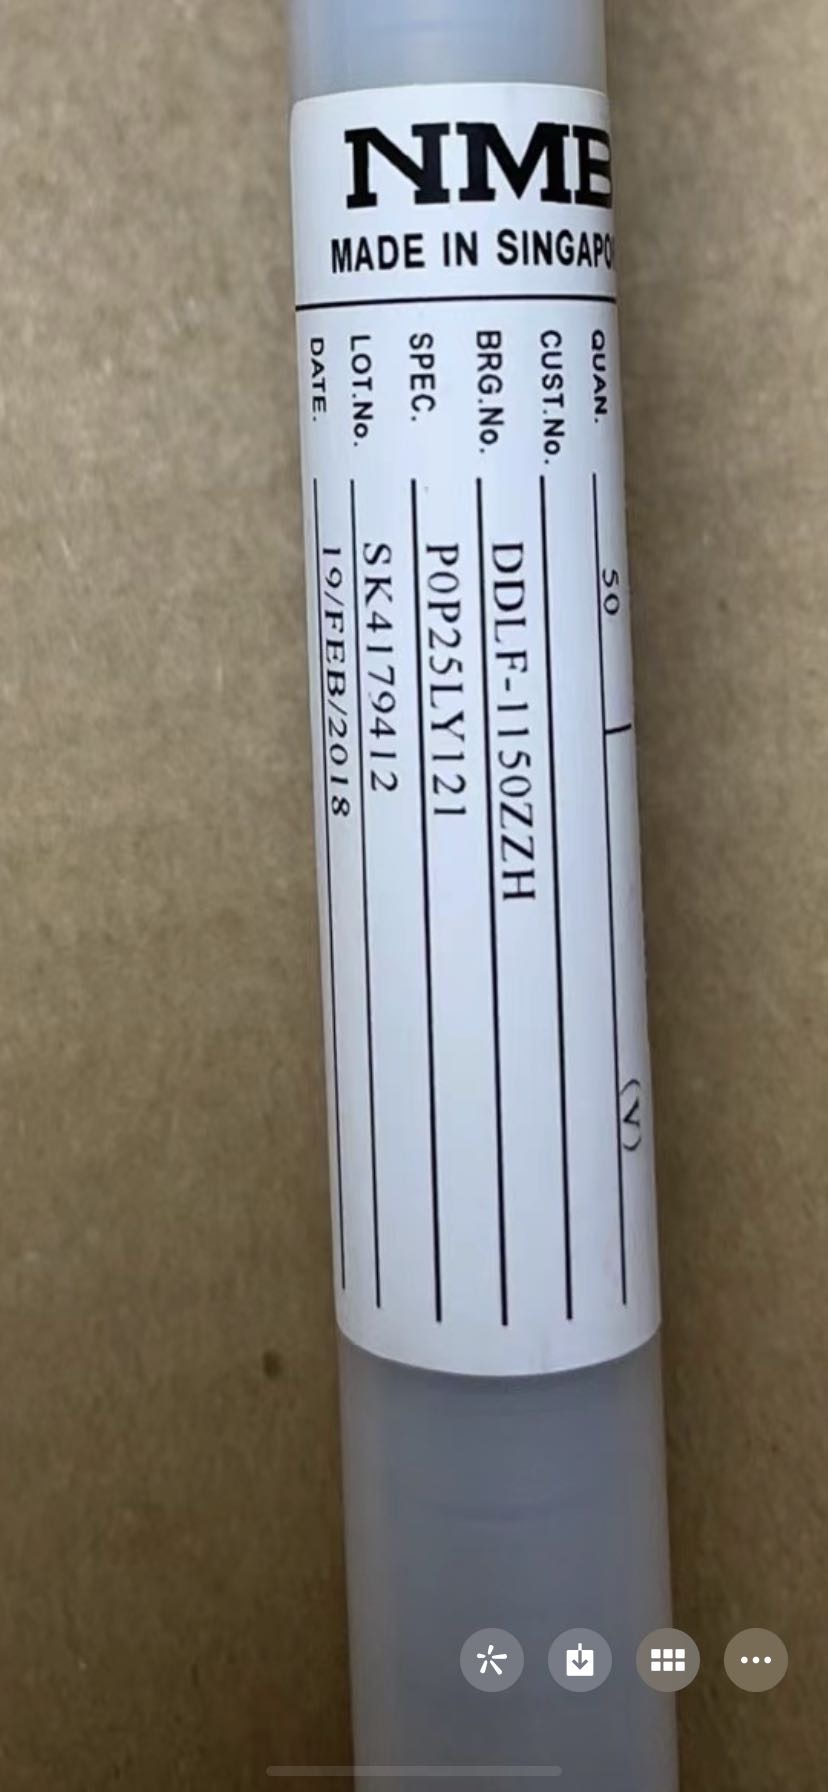 NMB
MADE IN SINGAPO
QUAN. 50 (V)
CUST.No.
BRG.No. DDLF-1150ZZH
SPEC. P0P25LY121
LOT.No. SK4179412
DATE. 19/FEB/2018